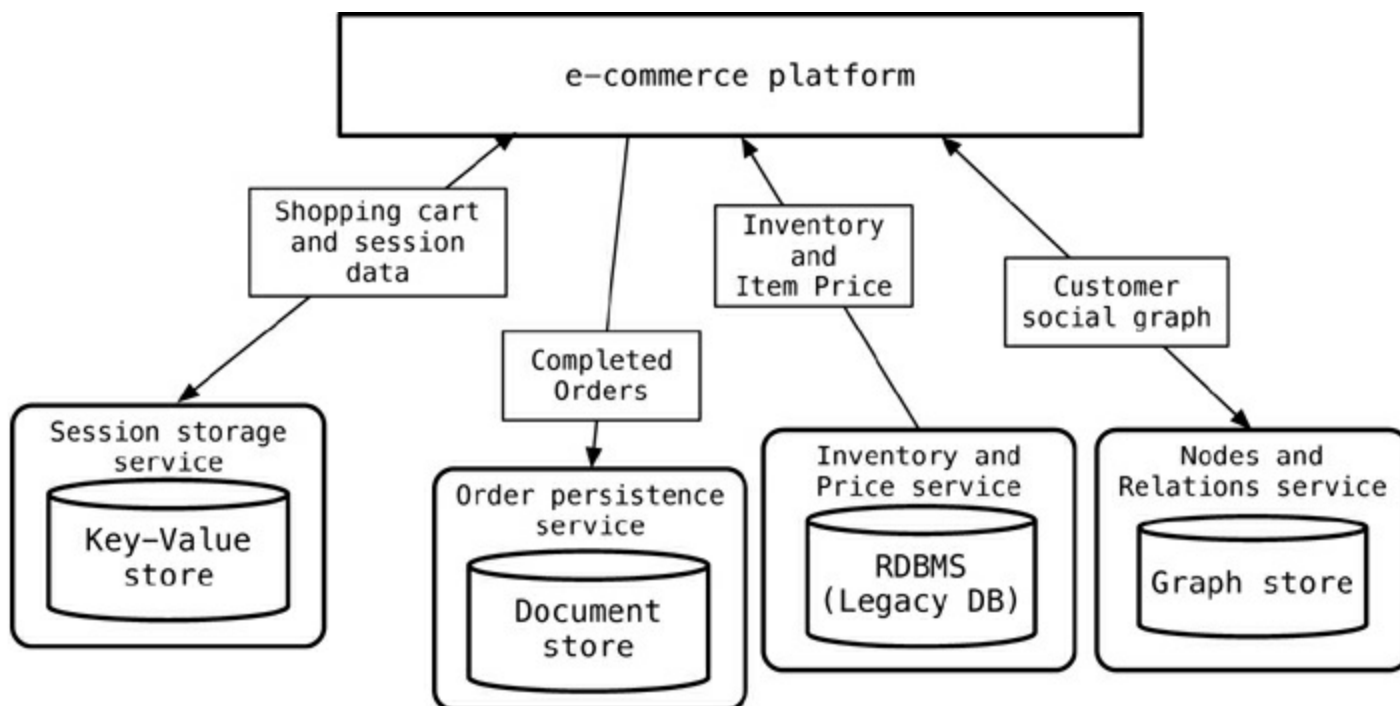 e-commerce platform
Shopping cart
and session
data
Inventory
and
Item Price
Customer
social graph
Completed
Orders
Session storage
service
Key-Value
store
Order persistence
service
Document
store
Inventory and
Price service
RDBMS
(Legacy DB)
Nodes and
Relations service
Graph store